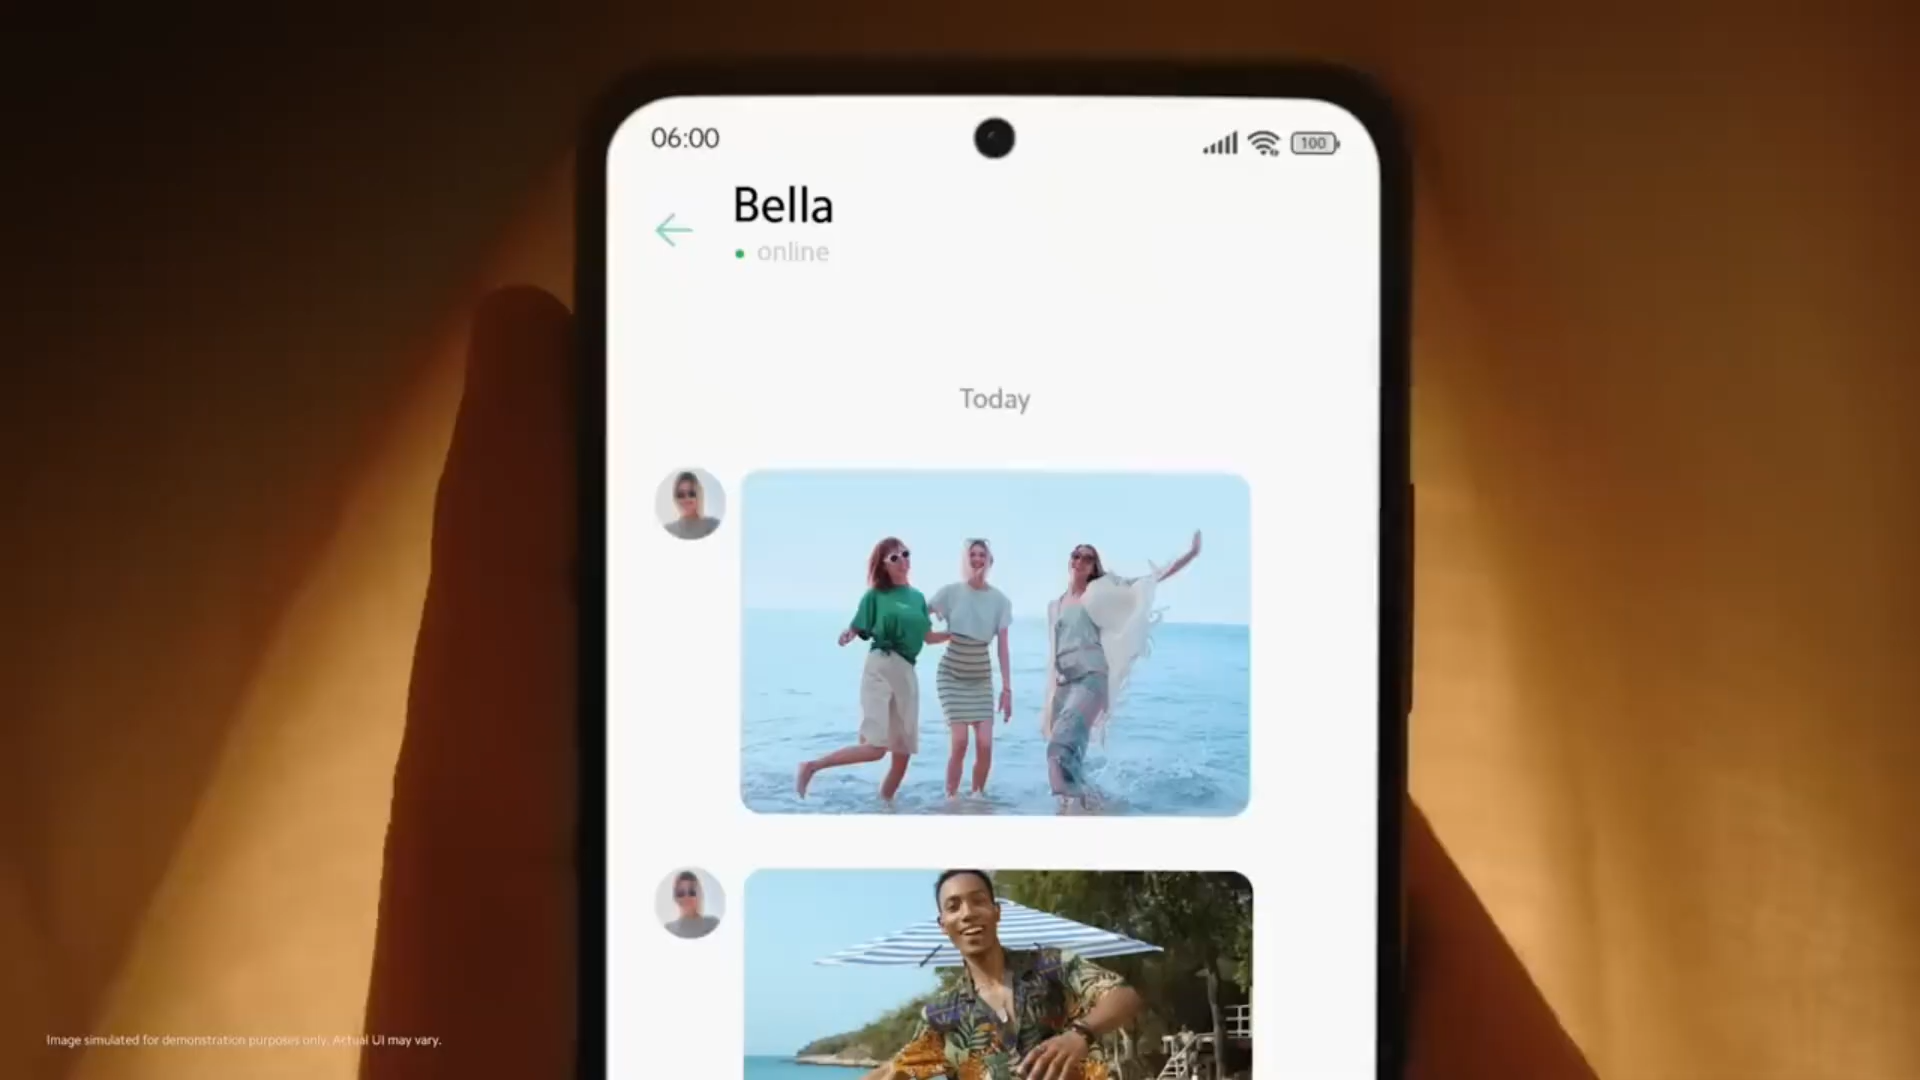 06:00
100
Bella
online
Today
Image simulated for demonstration purposes only. Actual UI may vary.